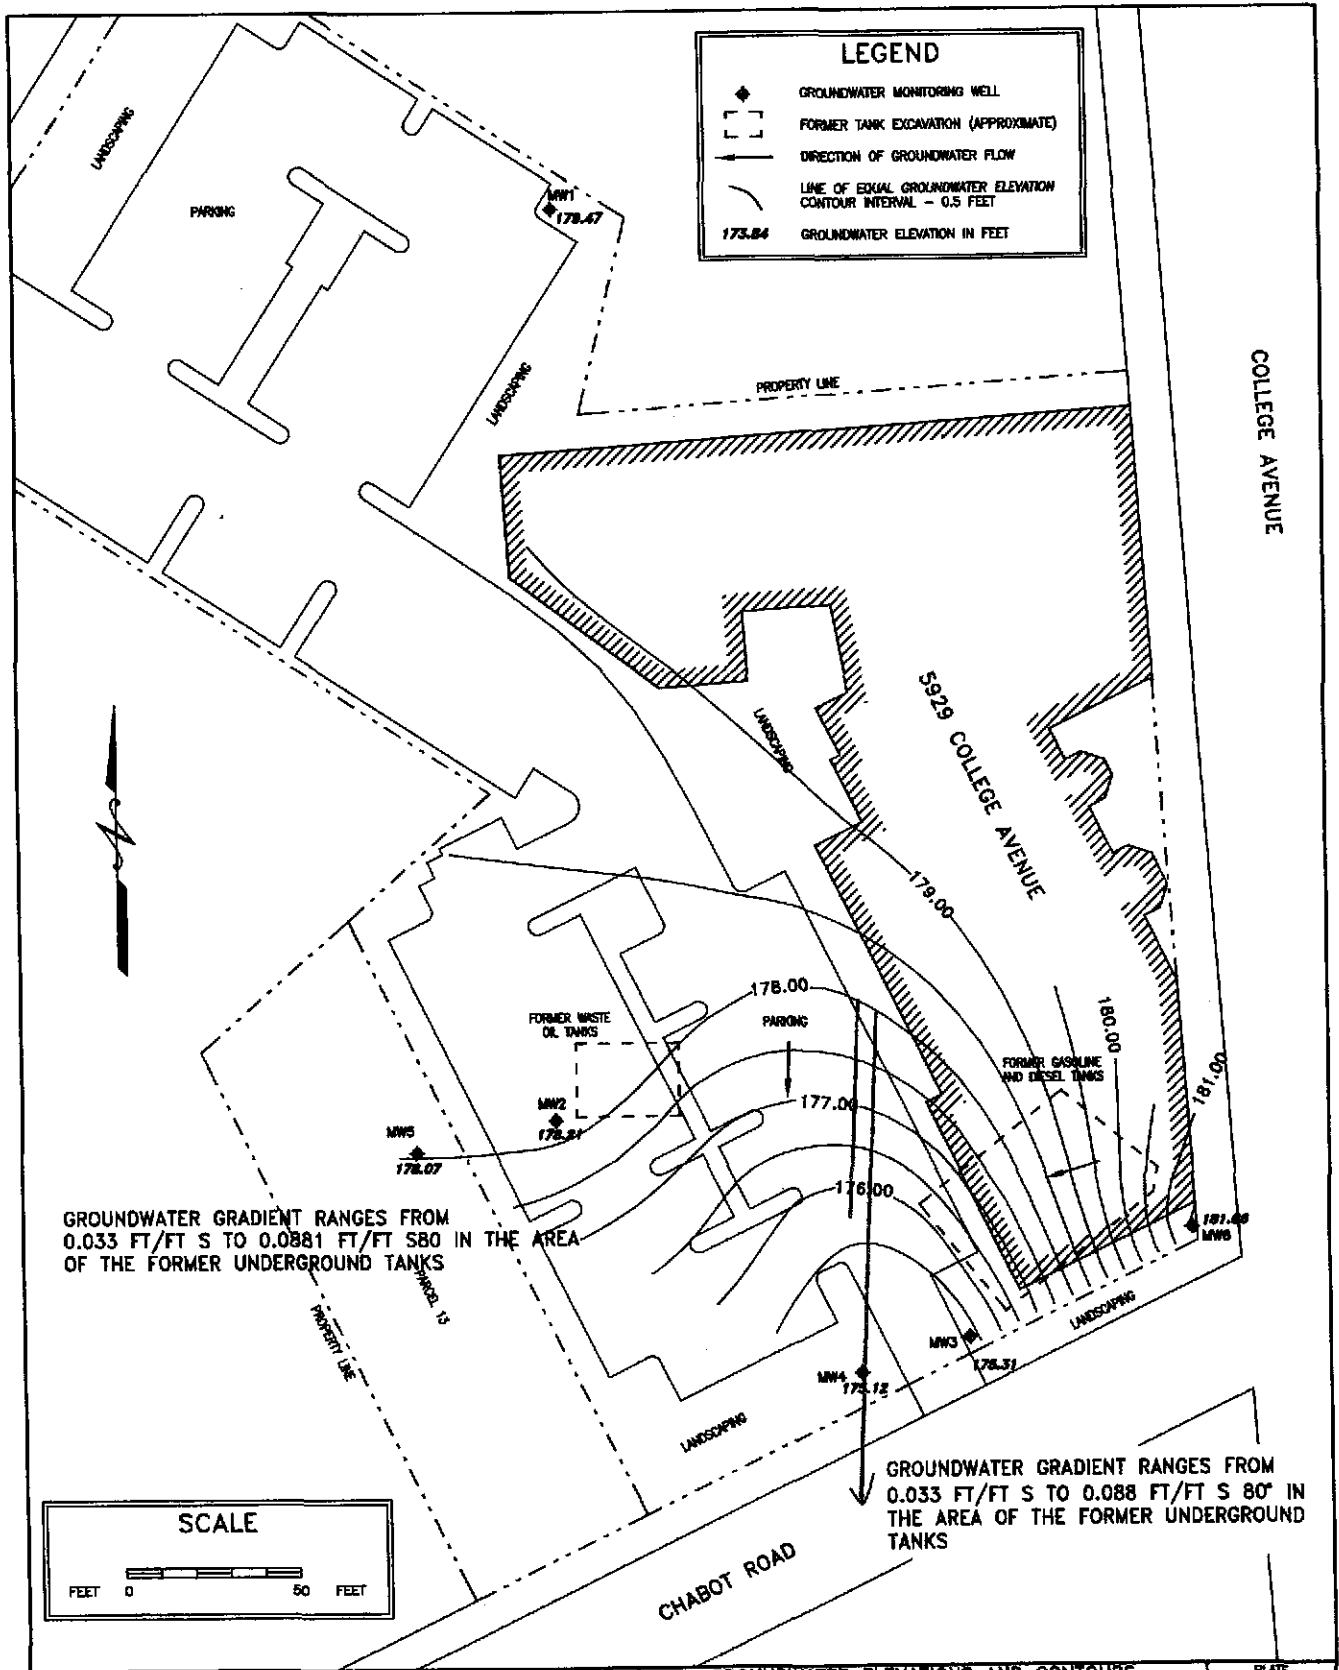 LEGEND
GROUNDWATER MONITORING WELL
FORMER TANK EXCAVATION (APPROXIMATE)
DIRECTION OF GROUNDWATER FLOW
LINE OF EQUAL GROUNDWATER ELEVATION
CONTOUR INTERVAL - 0.5 FEET
173.84 GROUNDWATER ELEVATION IN FEET
LANDSCAPING
PARKING
MW1
LANDSCAPING
PROPERTY LINE
COLLEGE AVENUE
LANDSCAPING
5929 COLLEGE AVENUE
179.00
178.00
FORMER WASTE
OIL TANKS
PARKING
180.00
FORMER GASOLINE
AND DIESEL TANKS
181.00
177.00
MW2
178.21
MW5
178.07
176.00
MW6
GROUNDWATER GRADIENT RANGES FROM
0.033 FT/FT S TO 0.0881 FT/FT S80 IN THE AREA
OF THE FORMER UNDERGROUND TANKS
PARCEL 13
PROPERTY LINE
LANDSCAPING
MW3
MW4
175.12
LANDSCAPING
GROUNDWATER GRADIENT RANGES FROM
0.033 FT/FT S TO 0.088 FT/FT S 80° IN
THE AREA OF THE FORMER UNDERGROUND
TANKS
SCALE
FEET 0 50 FEET
CHABOT ROAD
ELEVATIONS AND CONTOURS
PLATE